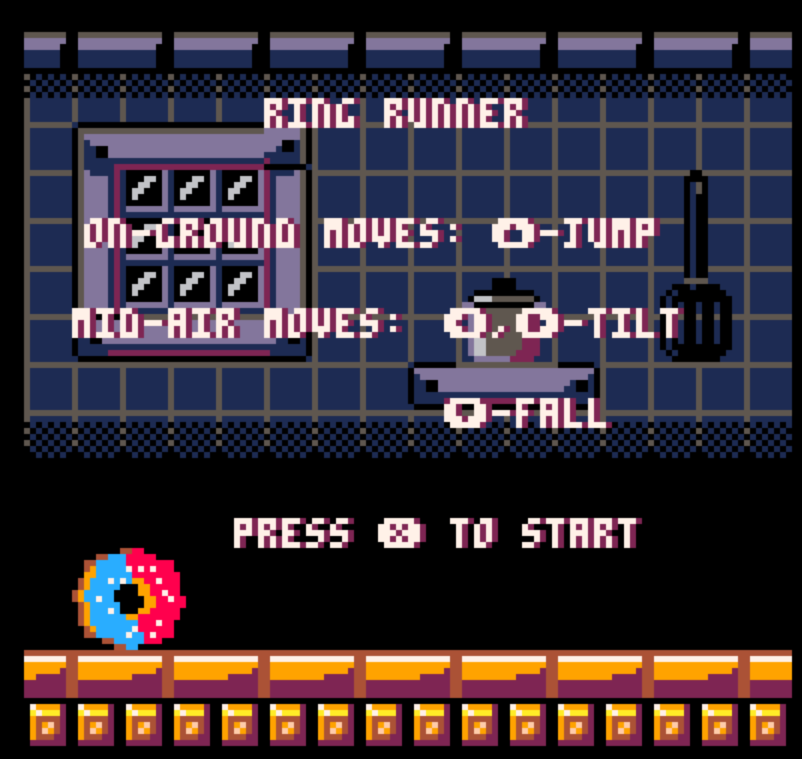 RING RUNNER
ON-GROUND MOVES: ⬆️-JUMP
MID-AIR MOVES: ⬅️,➡️-TILT
⬇️-FALL
PRESS ❎ TO START